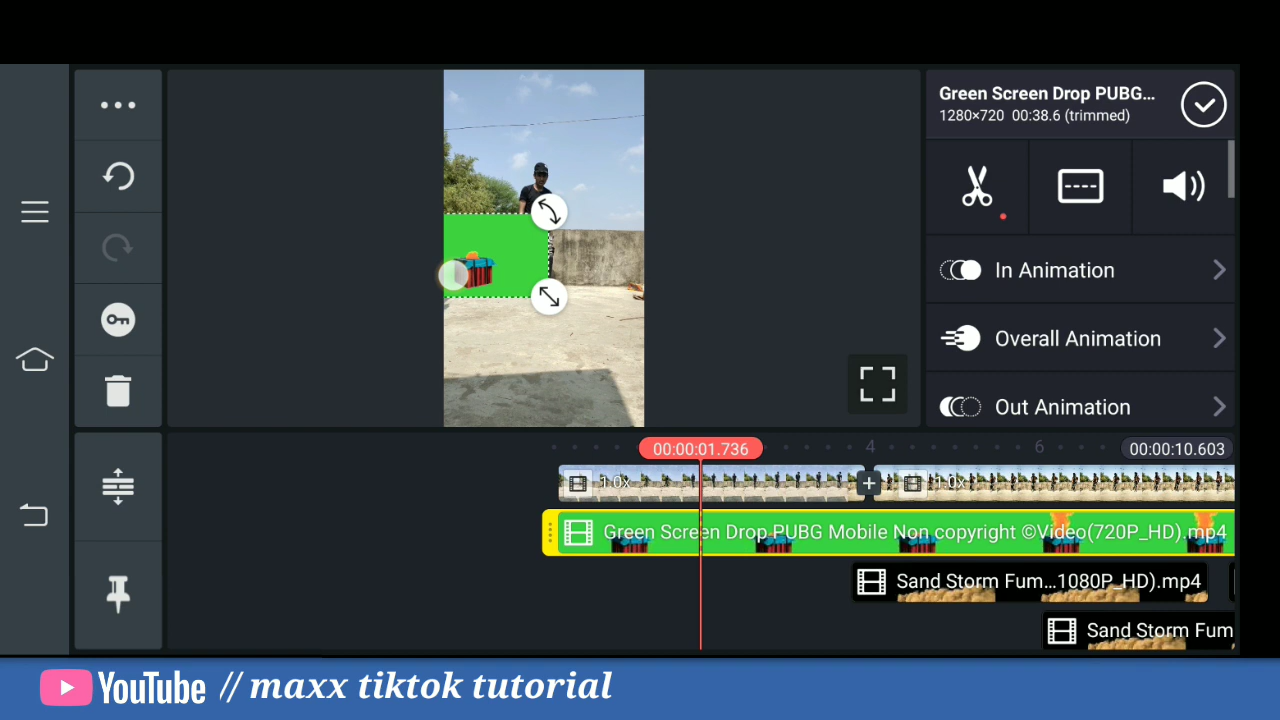 Green Screen Drop PUBG...
1280×720 00:38.6 (trimmed)
In Animation
Overall Animation
Out Animation
00:00:01.736
4
6
00:00:10.603
1.0x
1.0x
Green Screen Drop PUBG Mobile Non copyright ©Video(720P_HD).mp4
Sand Storm Fum...1080P_HD).mp4
Sand Storm Fum
YouTube // maxx tiktok tutorial